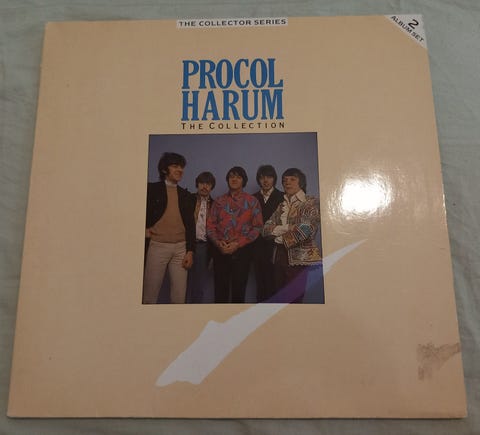 THE COLLECTOR SERIES
2
ALBUM SET
PROCOL
HARUM
THE COLLECTION